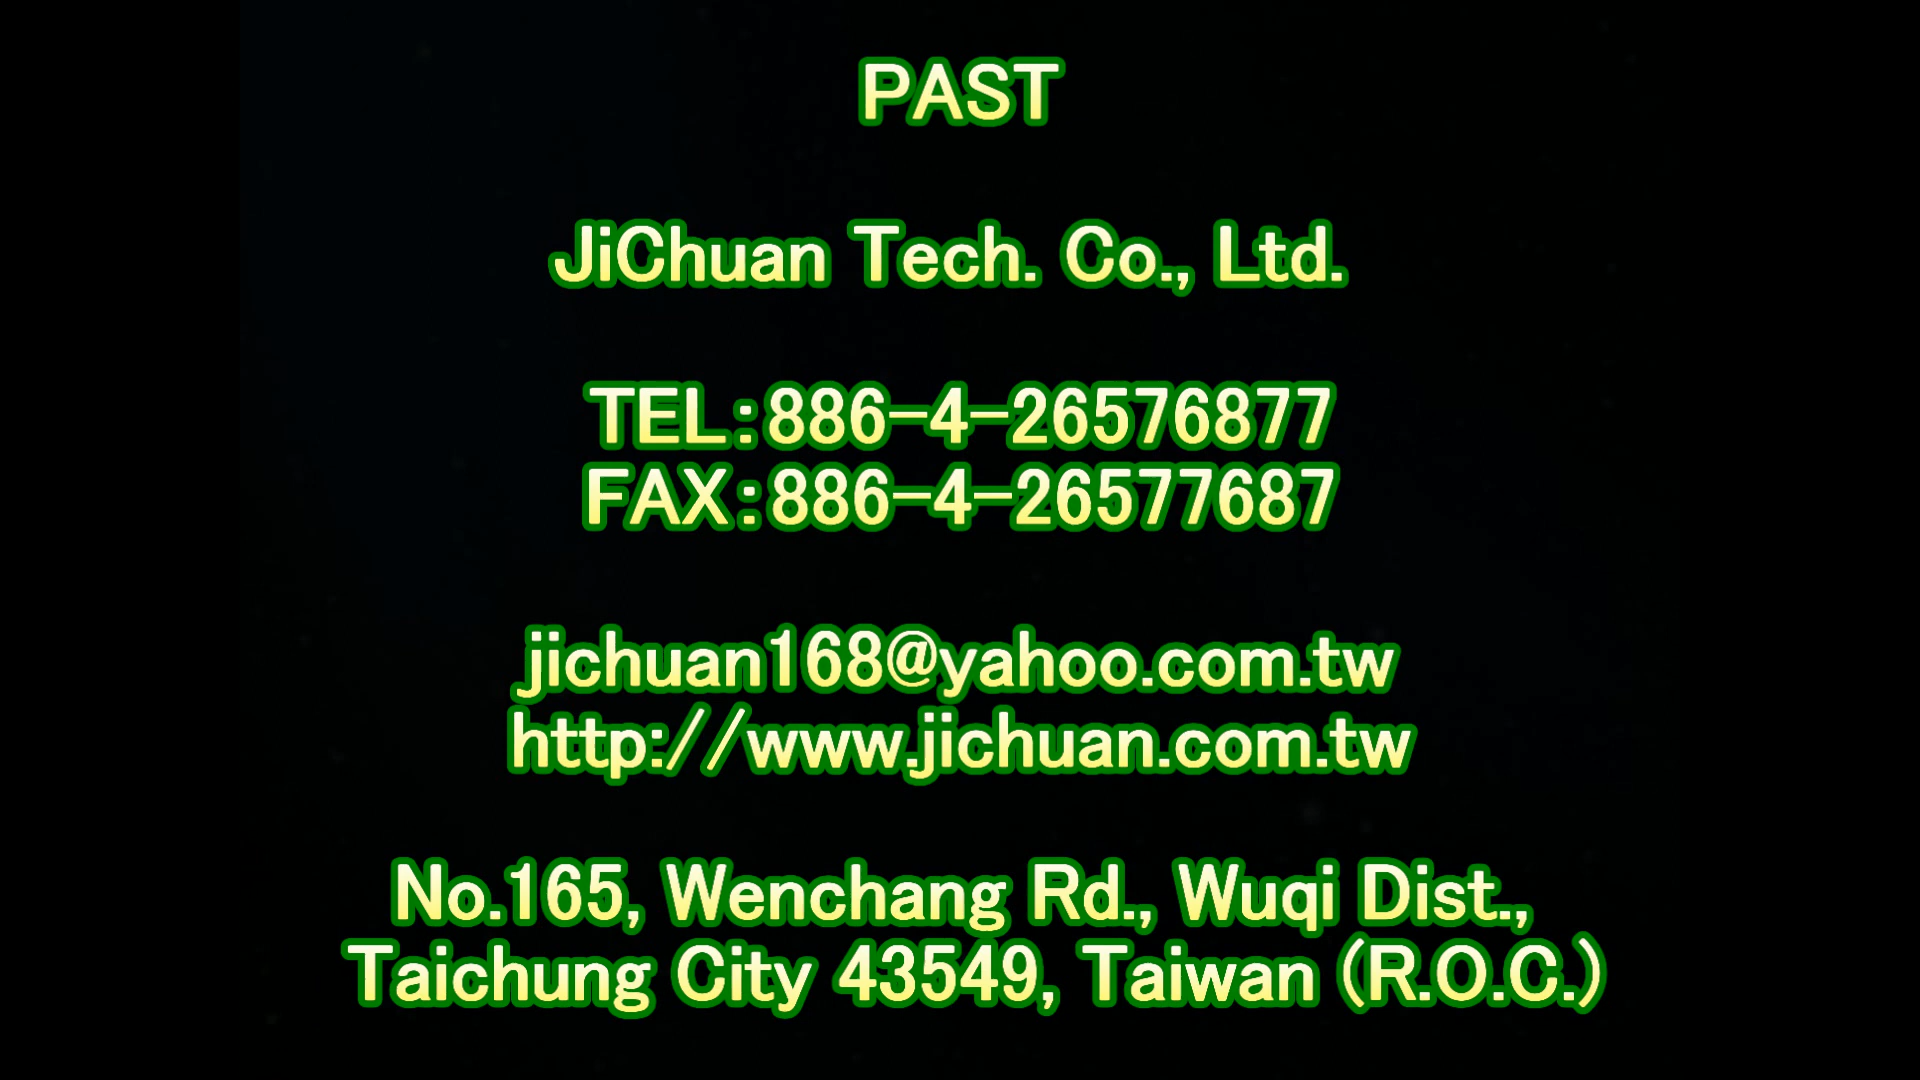 PAST
JiChuan Tech. Co., Ltd.
TEL:886-4-26576877
FAX:886-4-26577687
jichuan168@yahoo.com.tw
http://www.jichuan.com.tw
No.165, Wenchang Rd., Wuqi Dist.,
Taichung City 43549, Taiwan (R.O.C.)